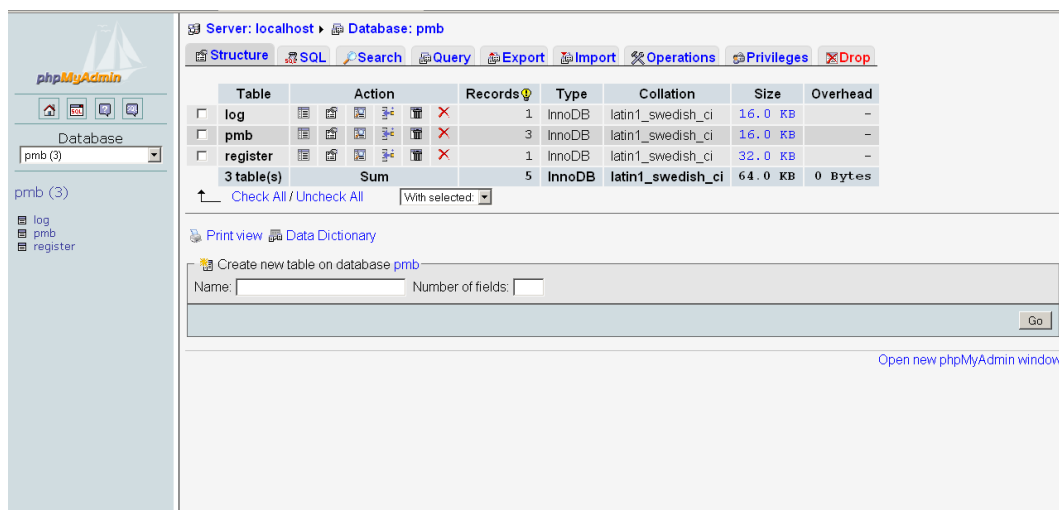 phpMyAdmin
Database
pmb (3)
pmb (3)
log
pmb
register
Server: localhost Database: pmb
Structure SQL Search Query Export Import Operations Privileges Drop
Table Action Records Type Collation Size Overhead
log 1 InnoDB latin1_swedish_ci 16.0 KB -
pmb 3 InnoDB latin1_swedish_ci 16.0 KB -
register 1 InnoDB latin1_swedish_ci 32.0 KB -
3 table(s) Sum 5 InnoDB latin1_swedish_ci 64.0 KB 0 Bytes
Check All / Uncheck All With selected:
Print view Data Dictionary
Create new table on database pmb
Name: Number of fields:
Go
Open new phpMyAdmin window